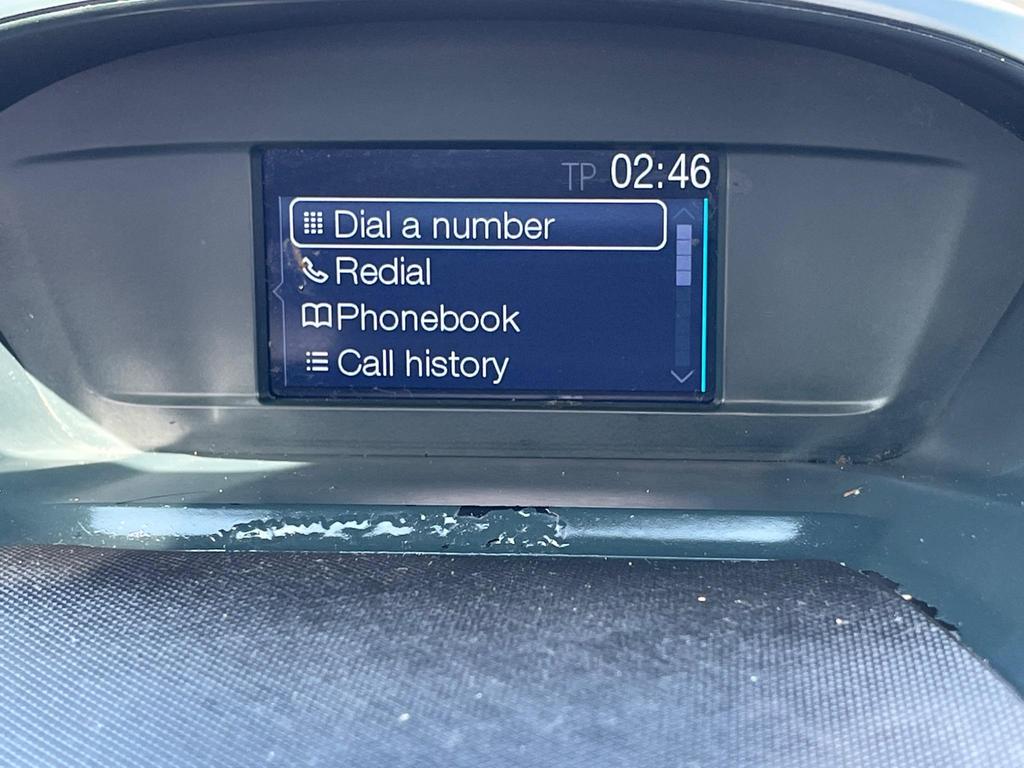 TP 02:46
Dial a number
Redial
Phonebook
Call history